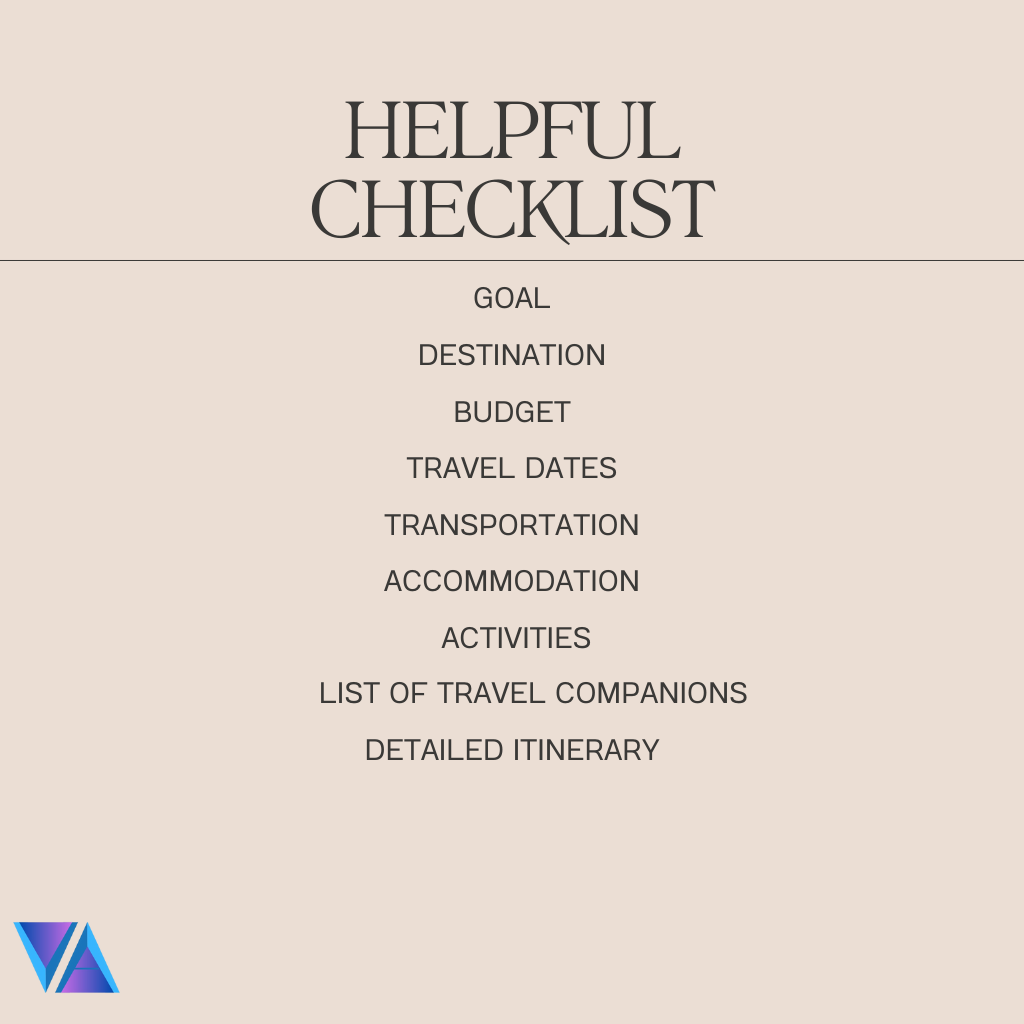 HELPFUL
CHECKLIST
GOAL
DESTINATION
BUDGET
TRAVEL DATES
TRANSPORTATION
ACCOMMODATION
ACTIVITIES
LIST OF TRAVEL COMPANIONS
DETAILED ITINERARY
VA